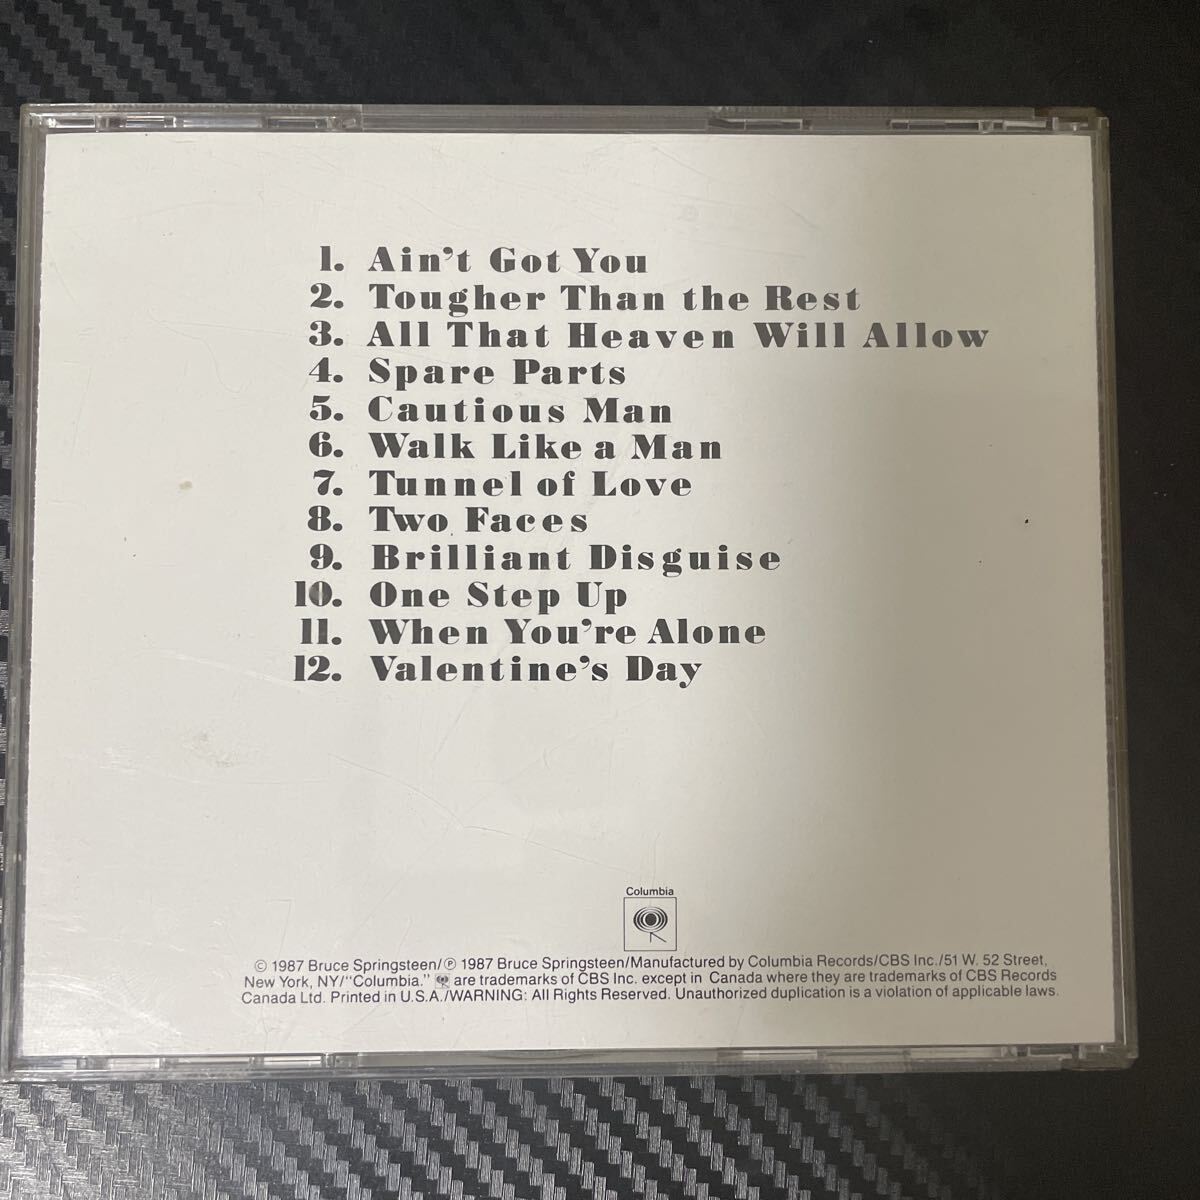 1. Ain't Got You
2. Tougher Than the Rest
3. All That Heaven Will Allow
4. Spare Parts
5. Cautious Man
6. Walk Like a Man
7. Tunnel of Love
8. Two Faces
9. Brilliant Disguise
10. One Step Up
11. When You're Alone
12. Valentine's Day
Columbia
© 1987 Bruce Springsteen/℗ 1987 Bruce Springsteen/Manufactured by Columbia Records/CBS Inc./51 W. 52 Street,
New York, NY/"Columbia," are trademarks of CBS Inc. except in Canada where they are trademarks of CBS Records
Canada Ltd. Printed in U.S.A./WARNING: All Rights Reserved. Unauthorized duplication is a violation of applicable laws.